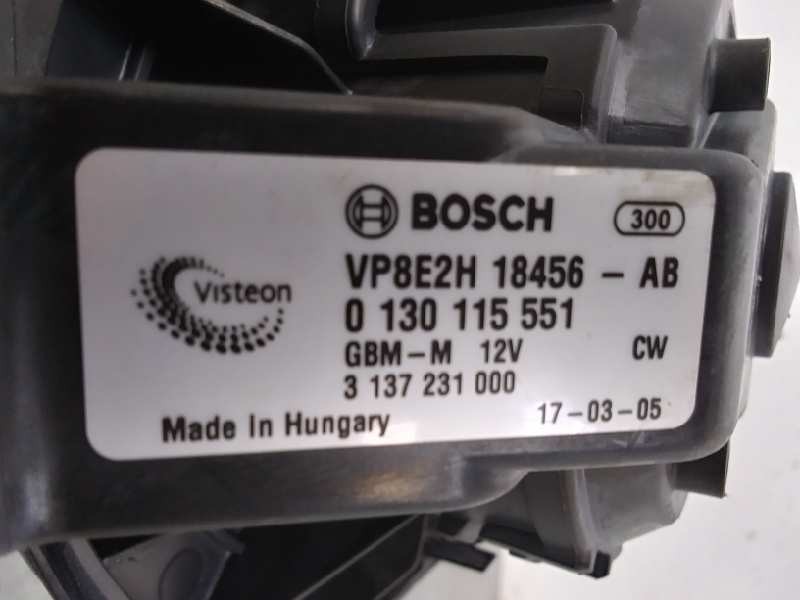 BOSCH 300
Visteon
VP8E2H 18456 - AB
0 130 115 551
GBM-M 12V CW
3 137 231 000
Made In Hungary 17-03-05